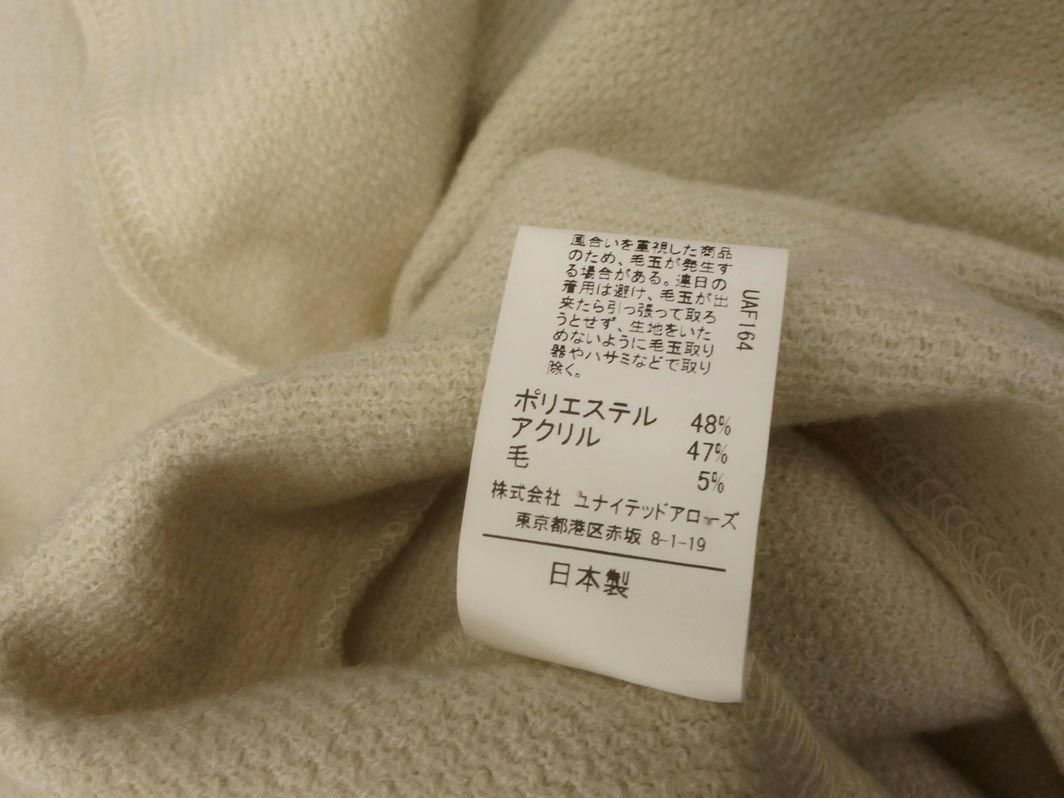 風合いを重視した商品
のため、毛玉が発生す
る場合がある。連日の
着用は避け、毛玉が出
来たら引っ張って取ろ
うとせず、生地をいた
めないように毛玉取り
器やハサミなどで取り
除く。
UAF164
ポリエステル 48%
アクリル 47%
毛 5%
株式会社 ユナイテッドアローズ
東京都港区赤坂 8-1-19
日本製